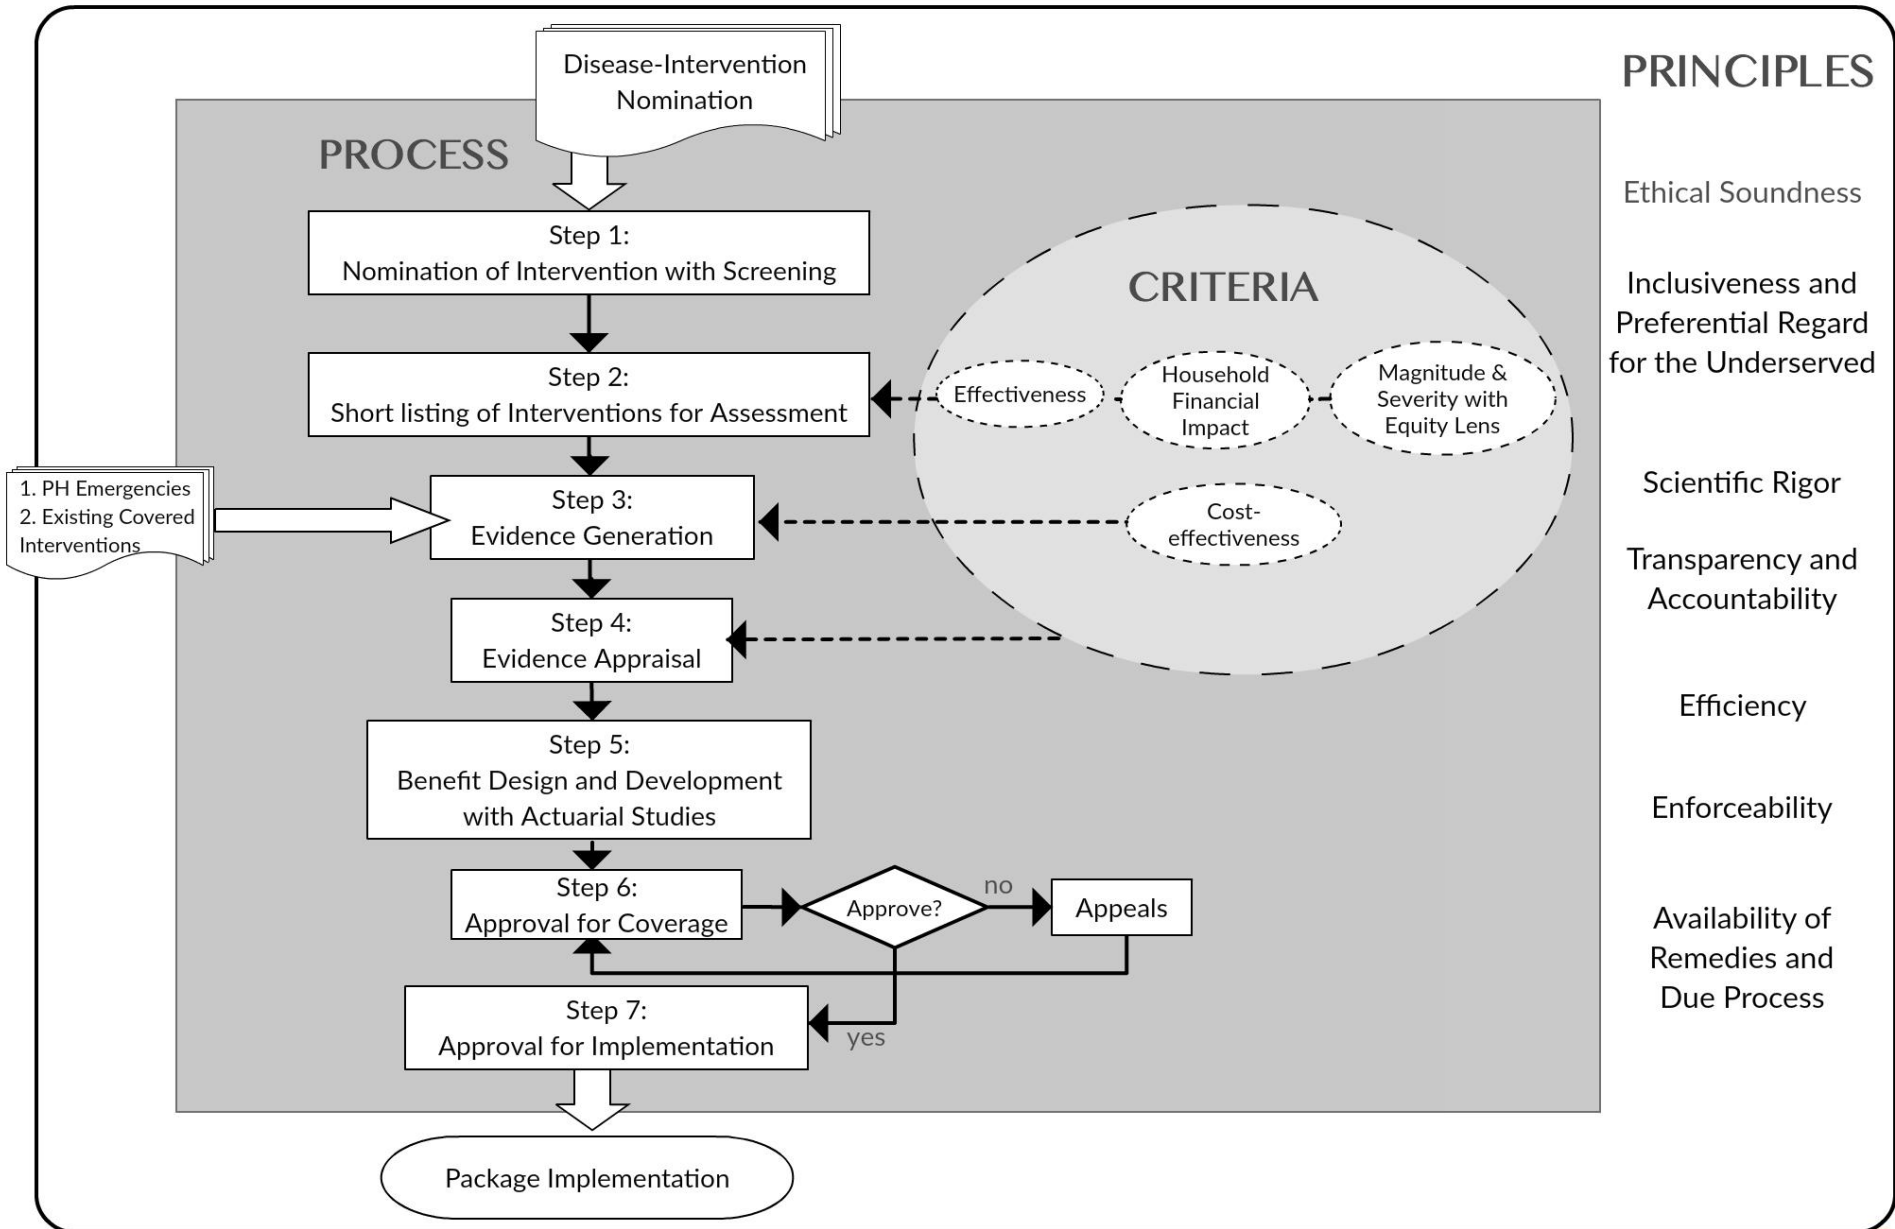 Disease-Intervention
Nomination
PROCESS
Step 1:
Nomination of Intervention with Screening
Step 2:
Short listing of Interventions for Assessment
1. PH Emergencies
2. Existing Covered
Interventions
Step 3:
Evidence Generation
Step 4:
Evidence Appraisal
Step 5:
Benefit Design and Development
with Actuarial Studies
Step 6:
Approval for Coverage
Approve?
no
Appeals
yes
Step 7:
Approval for Implementation
Package Implementation
CRITERIA
Effectiveness
Household
Financial
Impact
Magnitude &
Severity with
Equity Lens
Cost-
effectiveness
PRINCIPLES
Ethical Soundness
Inclusiveness and
Preferential Regard
for the Underserved
Scientific Rigor
Transparency and
Accountability
Efficiency
Enforceability
Availability of
Remedies and
Due Process